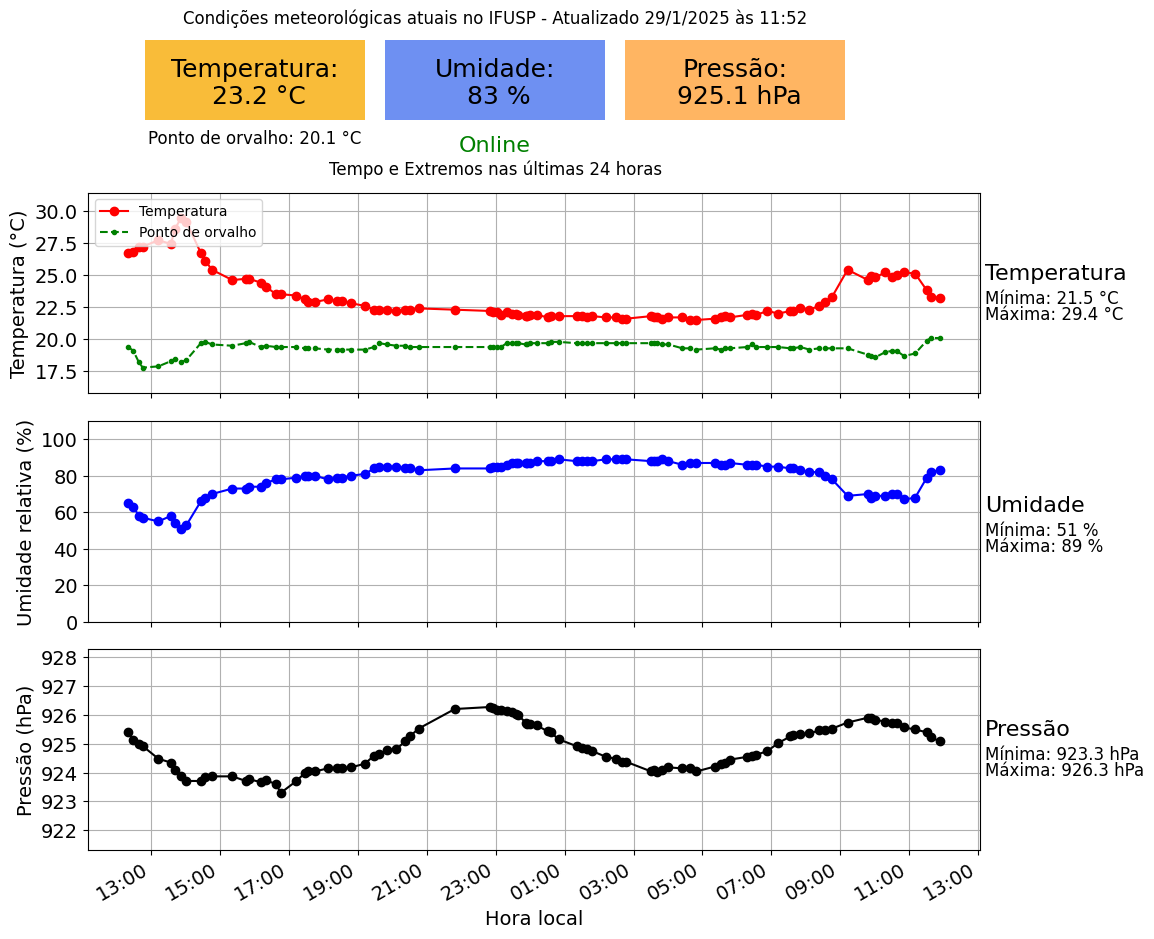 Condições meteorológicas atuais no IFUSP - Atualizado 29/1/2025 às 11:52
Temperatura:
23.2 °C
Umidade:
83 %
Pressão:
925.1 hPa
Ponto de orvalho: 20.1 °C
Online
Tempo e Extremos nas últimas 24 horas
Temperatura (°C)
30.0
27.5
25.0
22.5
20.0
17.5
Temperatura
Ponto de orvalho
Temperatura
Mínima: 21.5 °C
Máxima: 29.4 °C
Umidade relativa (%)
100
80
60
40
20
0
Umidade
Mínima: 51 %
Máxima: 89 %
Pressão (hPa)
928
927
926
925
924
923
922
Pressão
Mínima: 923.3 hPa
Máxima: 926.3 hPa
13:00 15:00 17:00 19:00 21:00 23:00 01:00 03:00 05:00 07:00 09:00 11:00 13:00
Hora local